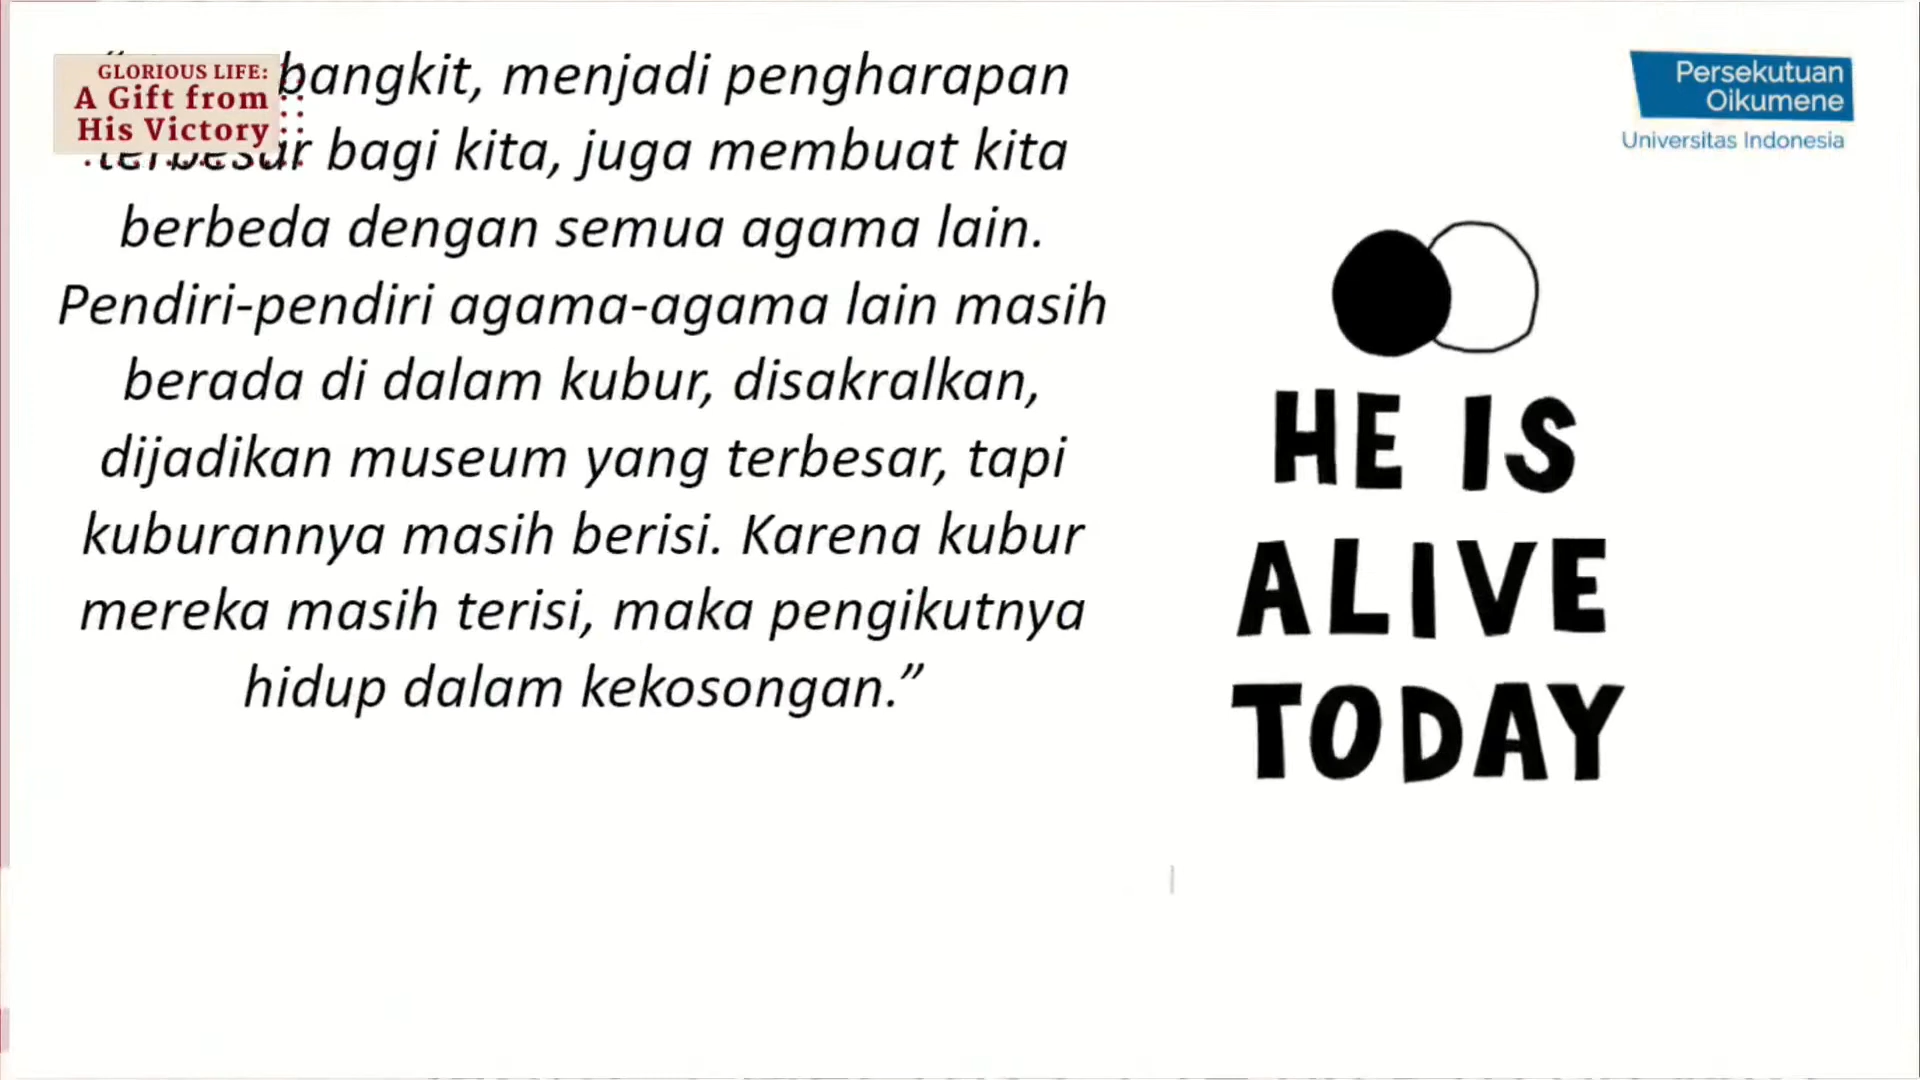 GLORIOUS LIFE:
A Gift from
His Victory
bangkit, menjadi pengharapan
terbesar bagi kita, juga membuat kita
berbeda dengan semua agama lain.
Pendiri-pendiri agama-agama lain masih
berada di dalam kubur, disakralkan,
dijadikan museum yang terbesar, tapi
kuburannya masih berisi. Karena kubur
mereka masih terisi, maka pengikutnya
hidup dalam kekosongan.”
Persekutuan
Oikumene
Universitas Indonesia
HE IS
ALIVE
TODAY